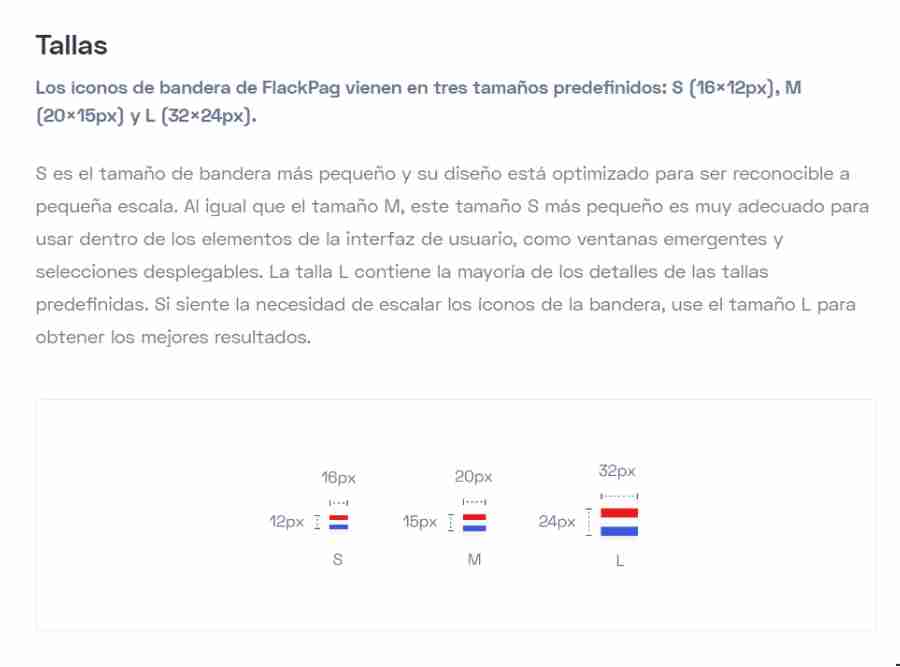 Tallas
Los iconos de bandera de FlackPag vienen en tres tamaños predefinidos: S (16×12px), M
(20×15px) y L (32×24px).
S es el tamaño de bandera más pequeño y su diseño está optimizado para ser reconocible a
pequeña escala. Al igual que el tamaño M, este tamaño S más pequeño es muy adecuado para
usar dentro de los elementos de la interfaz de usuario, como ventanas emergentes y
selecciones desplegables. La talla L contiene la mayoría de los detalles de las tallas
predefinidas. Si siente la necesidad de escalar los íconos de la bandera, use el tamaño L para
obtener los mejores resultados.
16px
20px
32px
12px
15px
24px
S
M
L